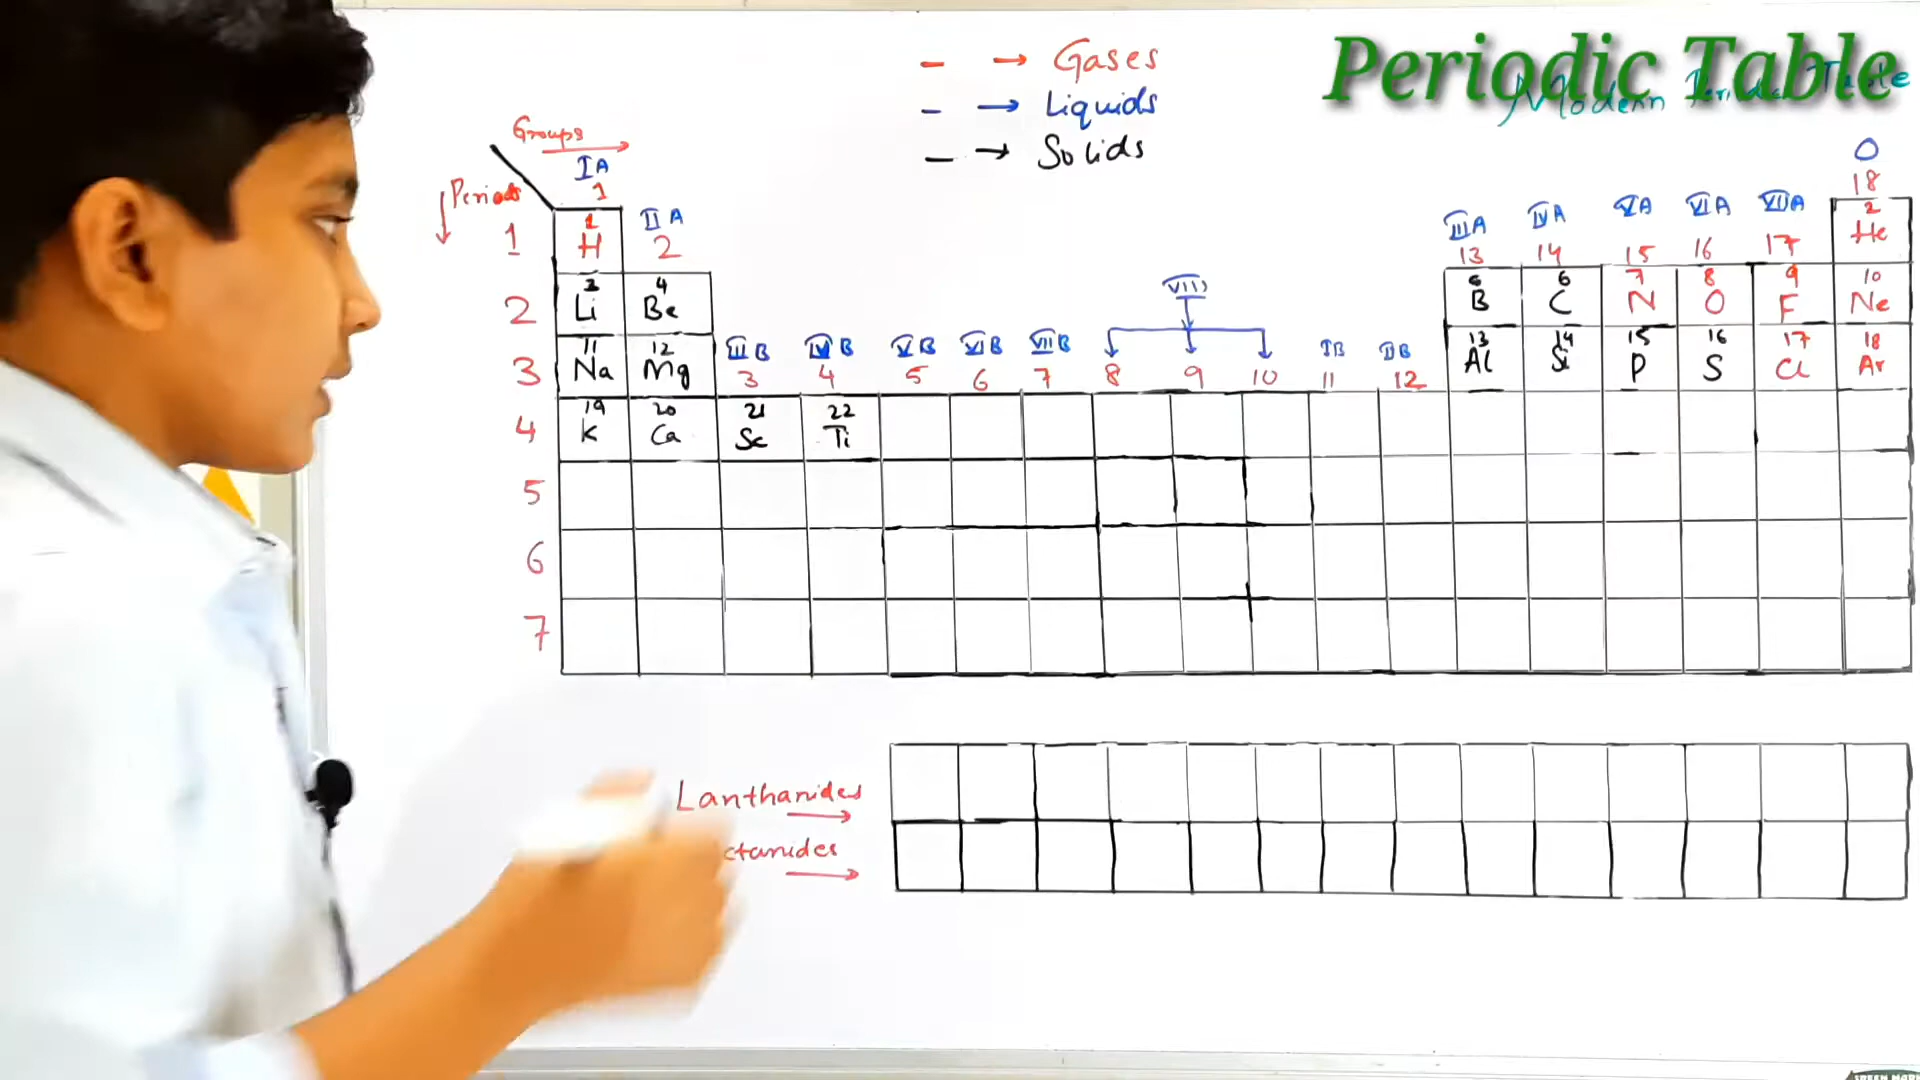 Periodic Table
Modern Periodic Table
→ Gases
→ Liquids
→ Solids
Groups
Periods
IA
1
IIA
2
IIIB
3
IVB
4
VB
5
VIB
6
VIIB
7
VIII
8 9 10
IB
11
IIB
12
IIIA
13
IVA
14
VA
15
VIA
16
VIIA
17
0
18
1
1
H
2
He
2
3
Li
4
Be
B
6
C
7
N
8
O
9
F
10
Ne
3
11
Na
12
Mg
13
Al
14
Si
15
P
16
S
17
Cl
18
Ar
4
19
K
20
Ca
21
Sc
22
Ti
5
6
7
Lanthanides
ctanides